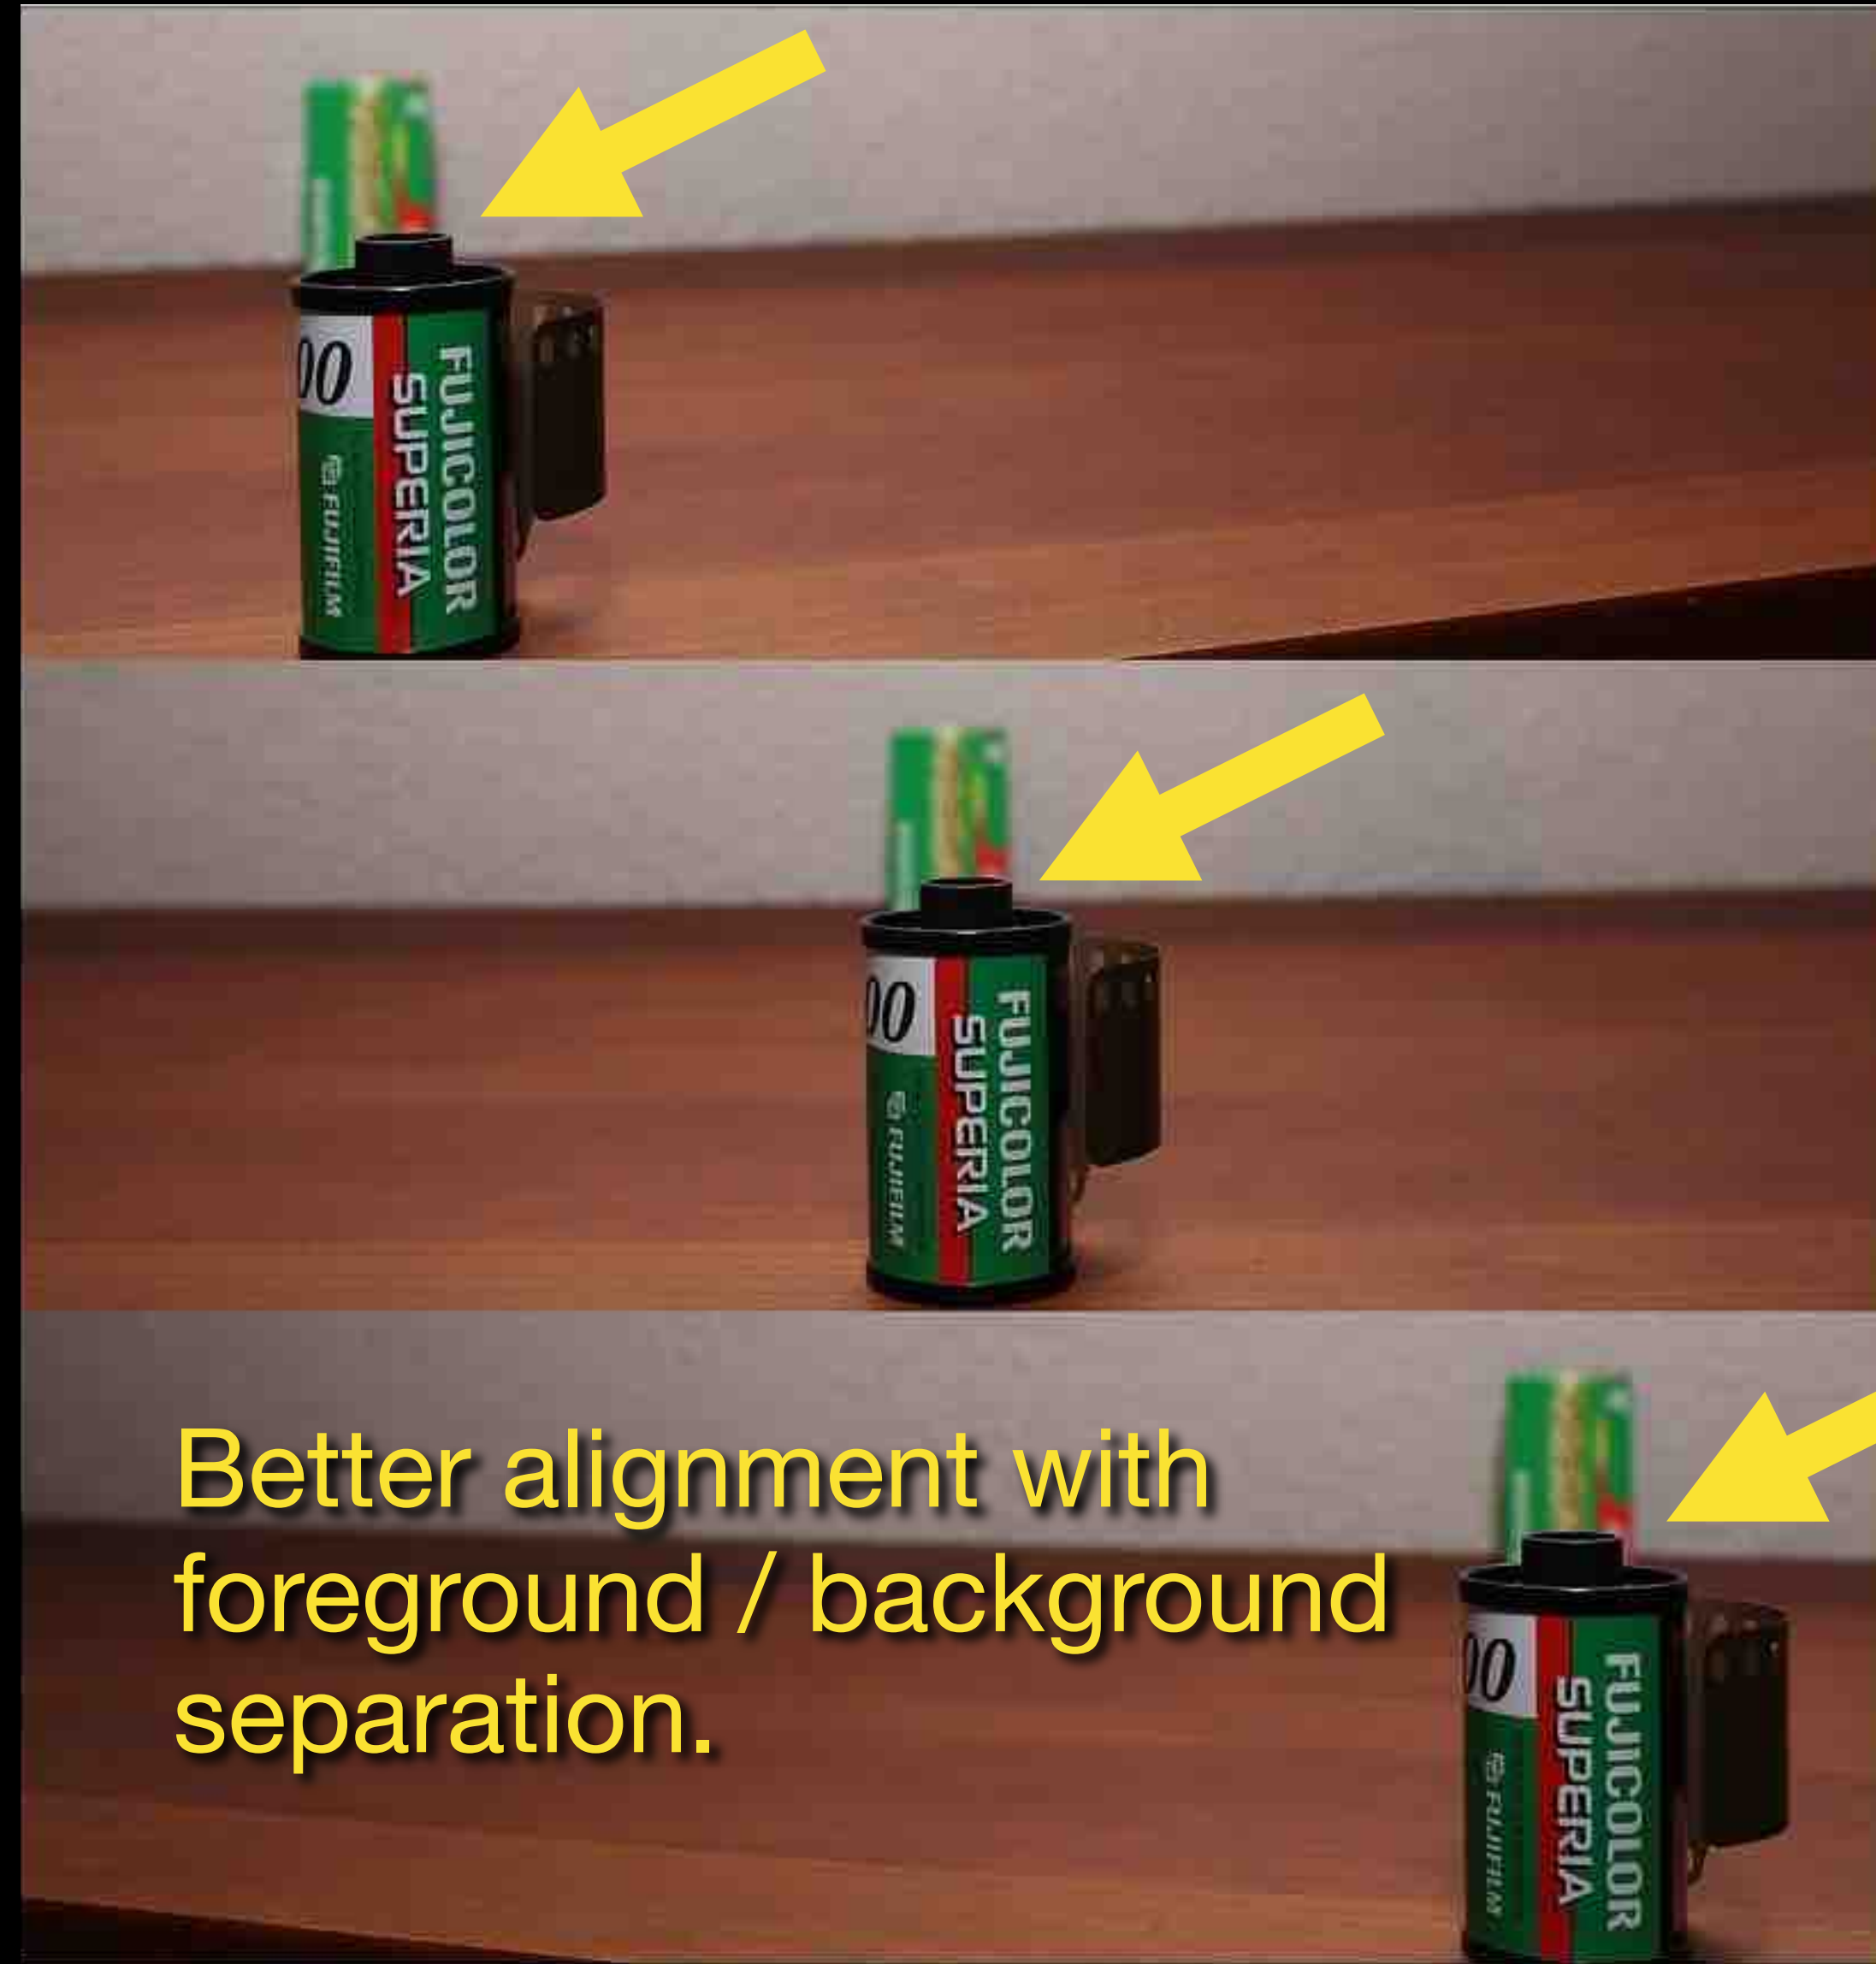 00
FUJICOLOR
SUPERIA
FUJIFILM
00
FUJICOLOR
SUPERIA
FUJIFILM
Better alignment with
foreground / background
separation.
00
FUJICOLOR
SUPERIA
FUJIFILM